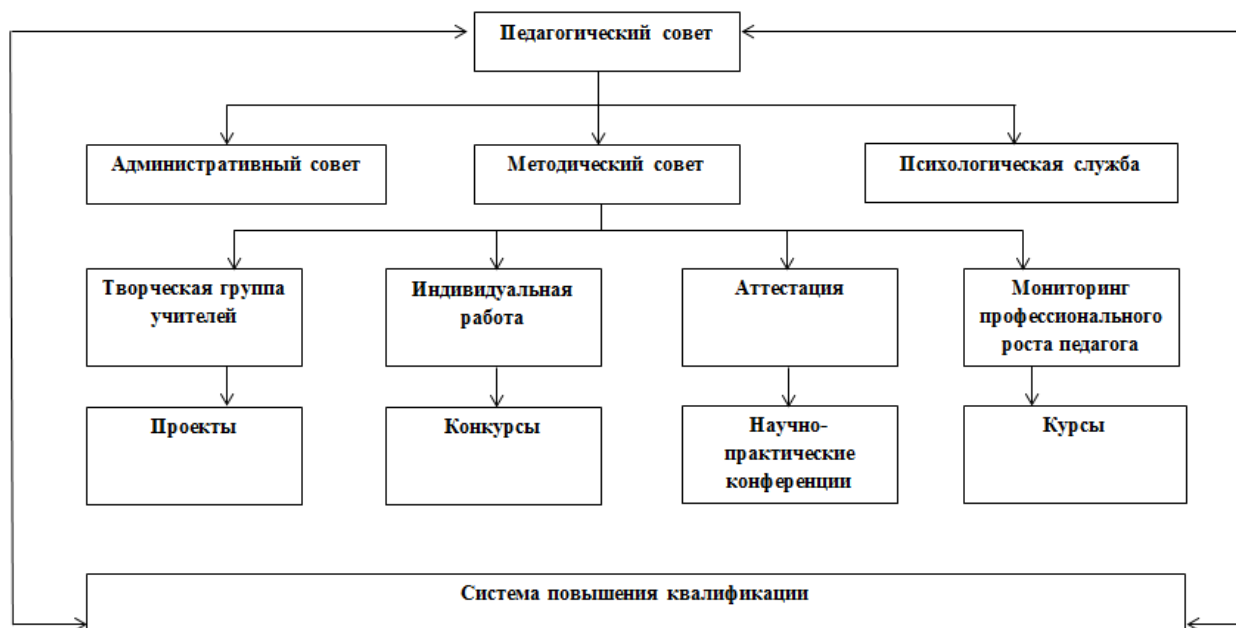 Педагогический совет
Административный совет
Методический совет
Психологическая служба
Творческая группа
учителей
Индивидуальная
работа
Аттестация
Мониторинг
профессионального
роста педагога
Проекты
Конкурсы
Научно-
практические
конференции
Курсы
Система повышения квалификации